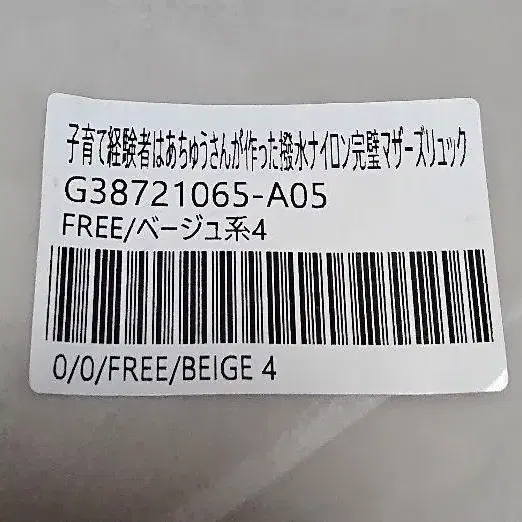 子育て経験者はあちゅうさんが作った撥水ナイロン完璧マザーズリュック
G38721065-A05
FREE/ベージュ系4
0/0/FREE/BEIGE 4